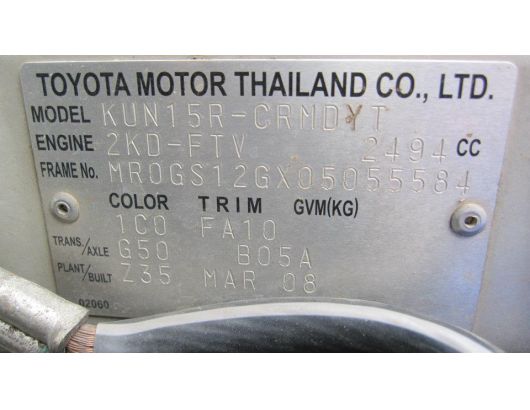 TOYOTA MOTOR THAILAND CO., LTD.
MODEL KUN15R-CRMDYT
ENGINE 2KD-FTV 2494 CC
FRAME No. MR0GS12GX05055584
COLOR TRIM GVM(KG)
1C0 FA10
TRANS./AXLE G50 B05A
PLANT/BUILT Z35 MAR 08
02060